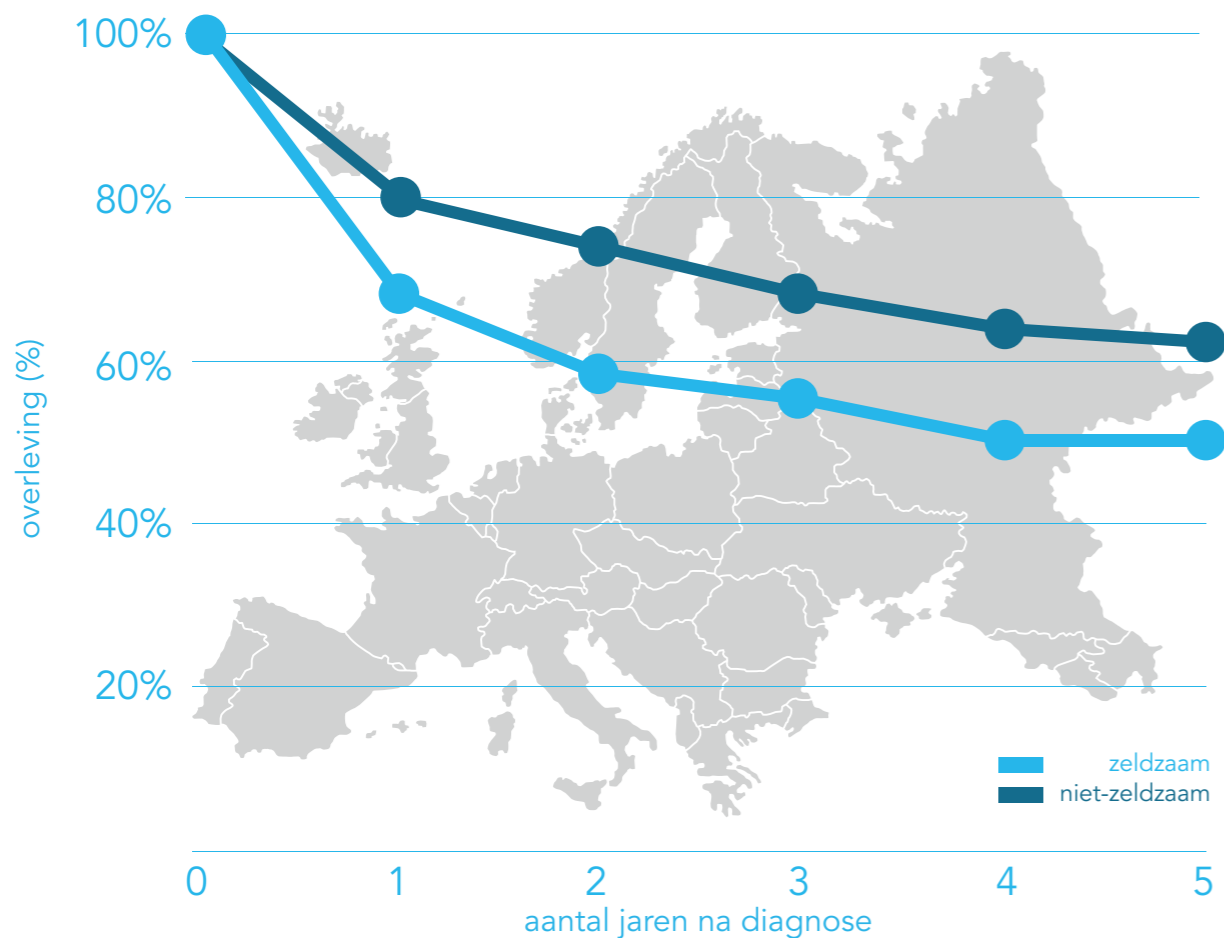 100%
80%
60%
40%
20%
overleving (%)
zeldzaam
niet-zeldzaam
0 1 2 3 4 5
aantal jaren na diagnose